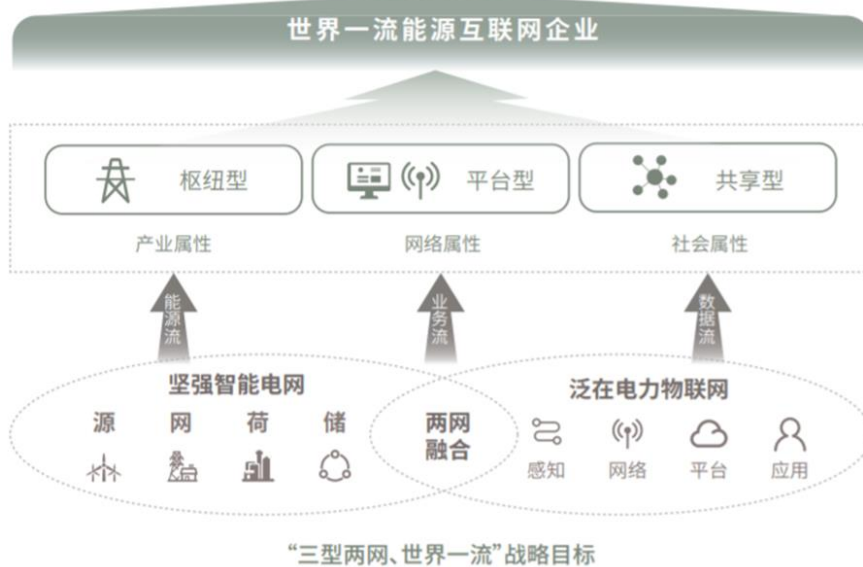 世界一流能源互联网企业
枢纽型
平台型
共享型
产业属性
网络属性
社会属性
能源流
业务流
数据流
坚强智能电网
泛在电力物联网
源
网
荷
储
两网
融合
感知
网络
平台
应用
“三型两网、世界一流”战略目标